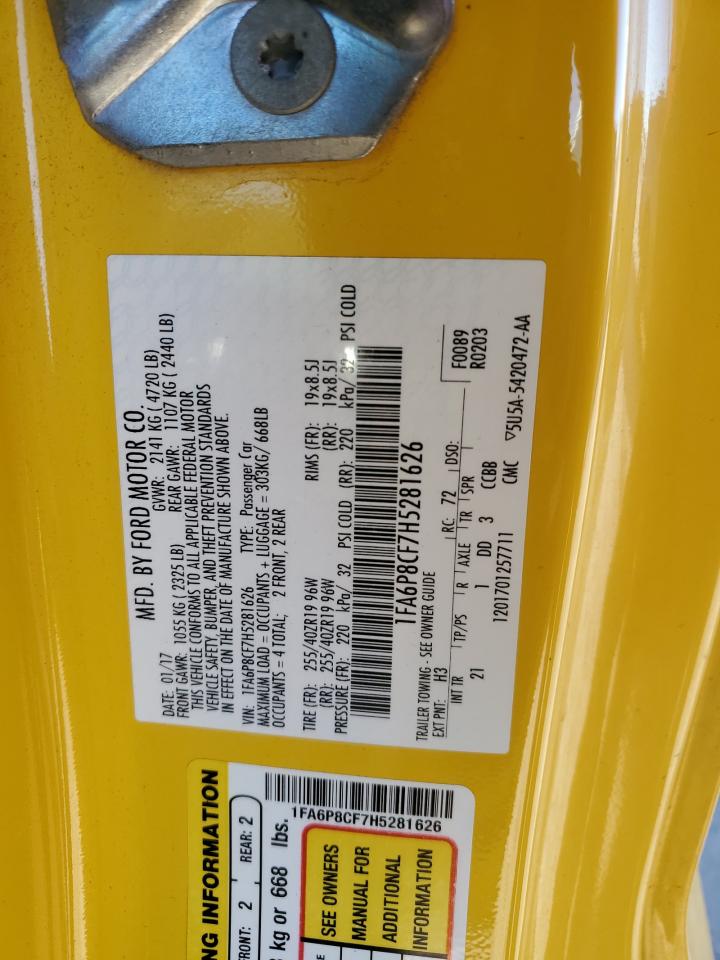 MFD. BY FORD MOTOR CO.
DATE: 01/17 GVWR: 2141 KG ( 4720 LB)
FRONT GAWR: 1055 KG ( 2325 LB) REAR GAWR: 1107 KG ( 2440 LB)
THIS VEHICLE CONFORMS TO ALL APPLICABLE FEDERAL MOTOR
VEHICLE SAFETY, BUMPER, AND THEFT PREVENTION STANDARDS
IN EFFECT ON THE DATE OF MANUFACTURE SHOWN ABOVE.
VIN: 1FA6P8CF7H5281626 TYPE: Passenger Car
MAXIMUM LOAD = OCCUPANTS + LUGGAGE = 303KG/ 668LB
OCCUPANTS = 4 TOTAL: 2 FRONT, 2 REAR
TIRE (FR): 255/40ZR19 96W RIMS (FR): 19x8.5J
(RR): 255/40ZR19 96W (RR): 19x8.5J
PRESSURE (FR): 220 kPa/ 32 PSI COLD (RR): 220 kPa/ 32 PSI COLD
1FA6P8CF7H5281626
TRAILER TOWING - SEE OWNER GUIDE F0089
EXT PNT: H3 RC: 72 DSO: R0203
INT TR TP/PS R AXLE TR SPR
21 1 DD 3 CCBB
1201701257711 CMC ▽5U5A-5420472-AA
NG INFORMATION
FRONT: 2 REAR: 2
kg or 668 lbs.
1FA6P8CF7H5281626
SEE OWNERS
MANUAL FOR
ADDITIONAL
INFORMATION